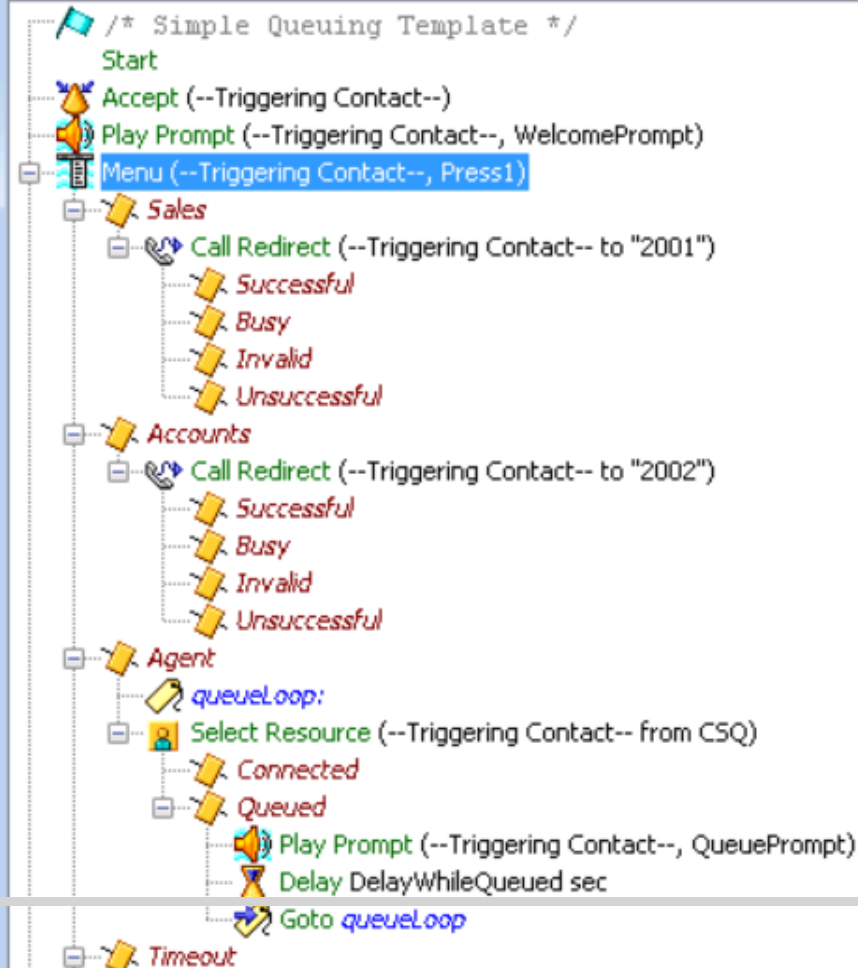 /* Simple Queuing Template */
Start
Accept (--Triggering Contact--)
Play Prompt (--Triggering Contact--, WelcomePrompt)
Menu (--Triggering Contact--, Press1)
Sales
Call Redirect (--Triggering Contact-- to "2001")
Successful
Busy
Invalid
Unsuccessful
Accounts
Call Redirect (--Triggering Contact-- to "2002")
Successful
Busy
Invalid
Unsuccessful
Agent
queueLoop:
Select Resource (--Triggering Contact-- from CSQ)
Connected
Queued
Play Prompt (--Triggering Contact--, QueuePrompt)
Delay DelayWhileQueued sec
Goto queueLoop
Timeout